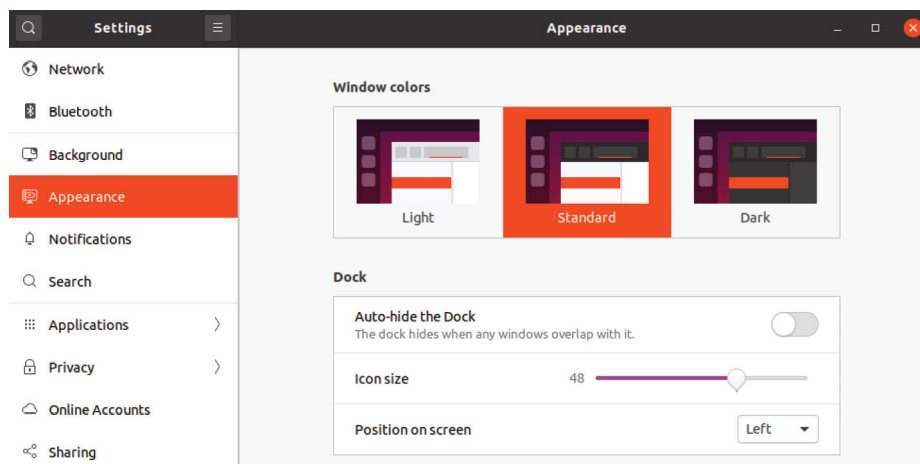 Settings
Appearance
Network
Bluetooth
Background
Appearance
Notifications
Search
Applications
Privacy
Online Accounts
Sharing
Window colors
Light
Standard
Dark
Dock
Auto-hide the Dock
The dock hides when any windows overlap with it.
Icon size
48
Position on screen
Left